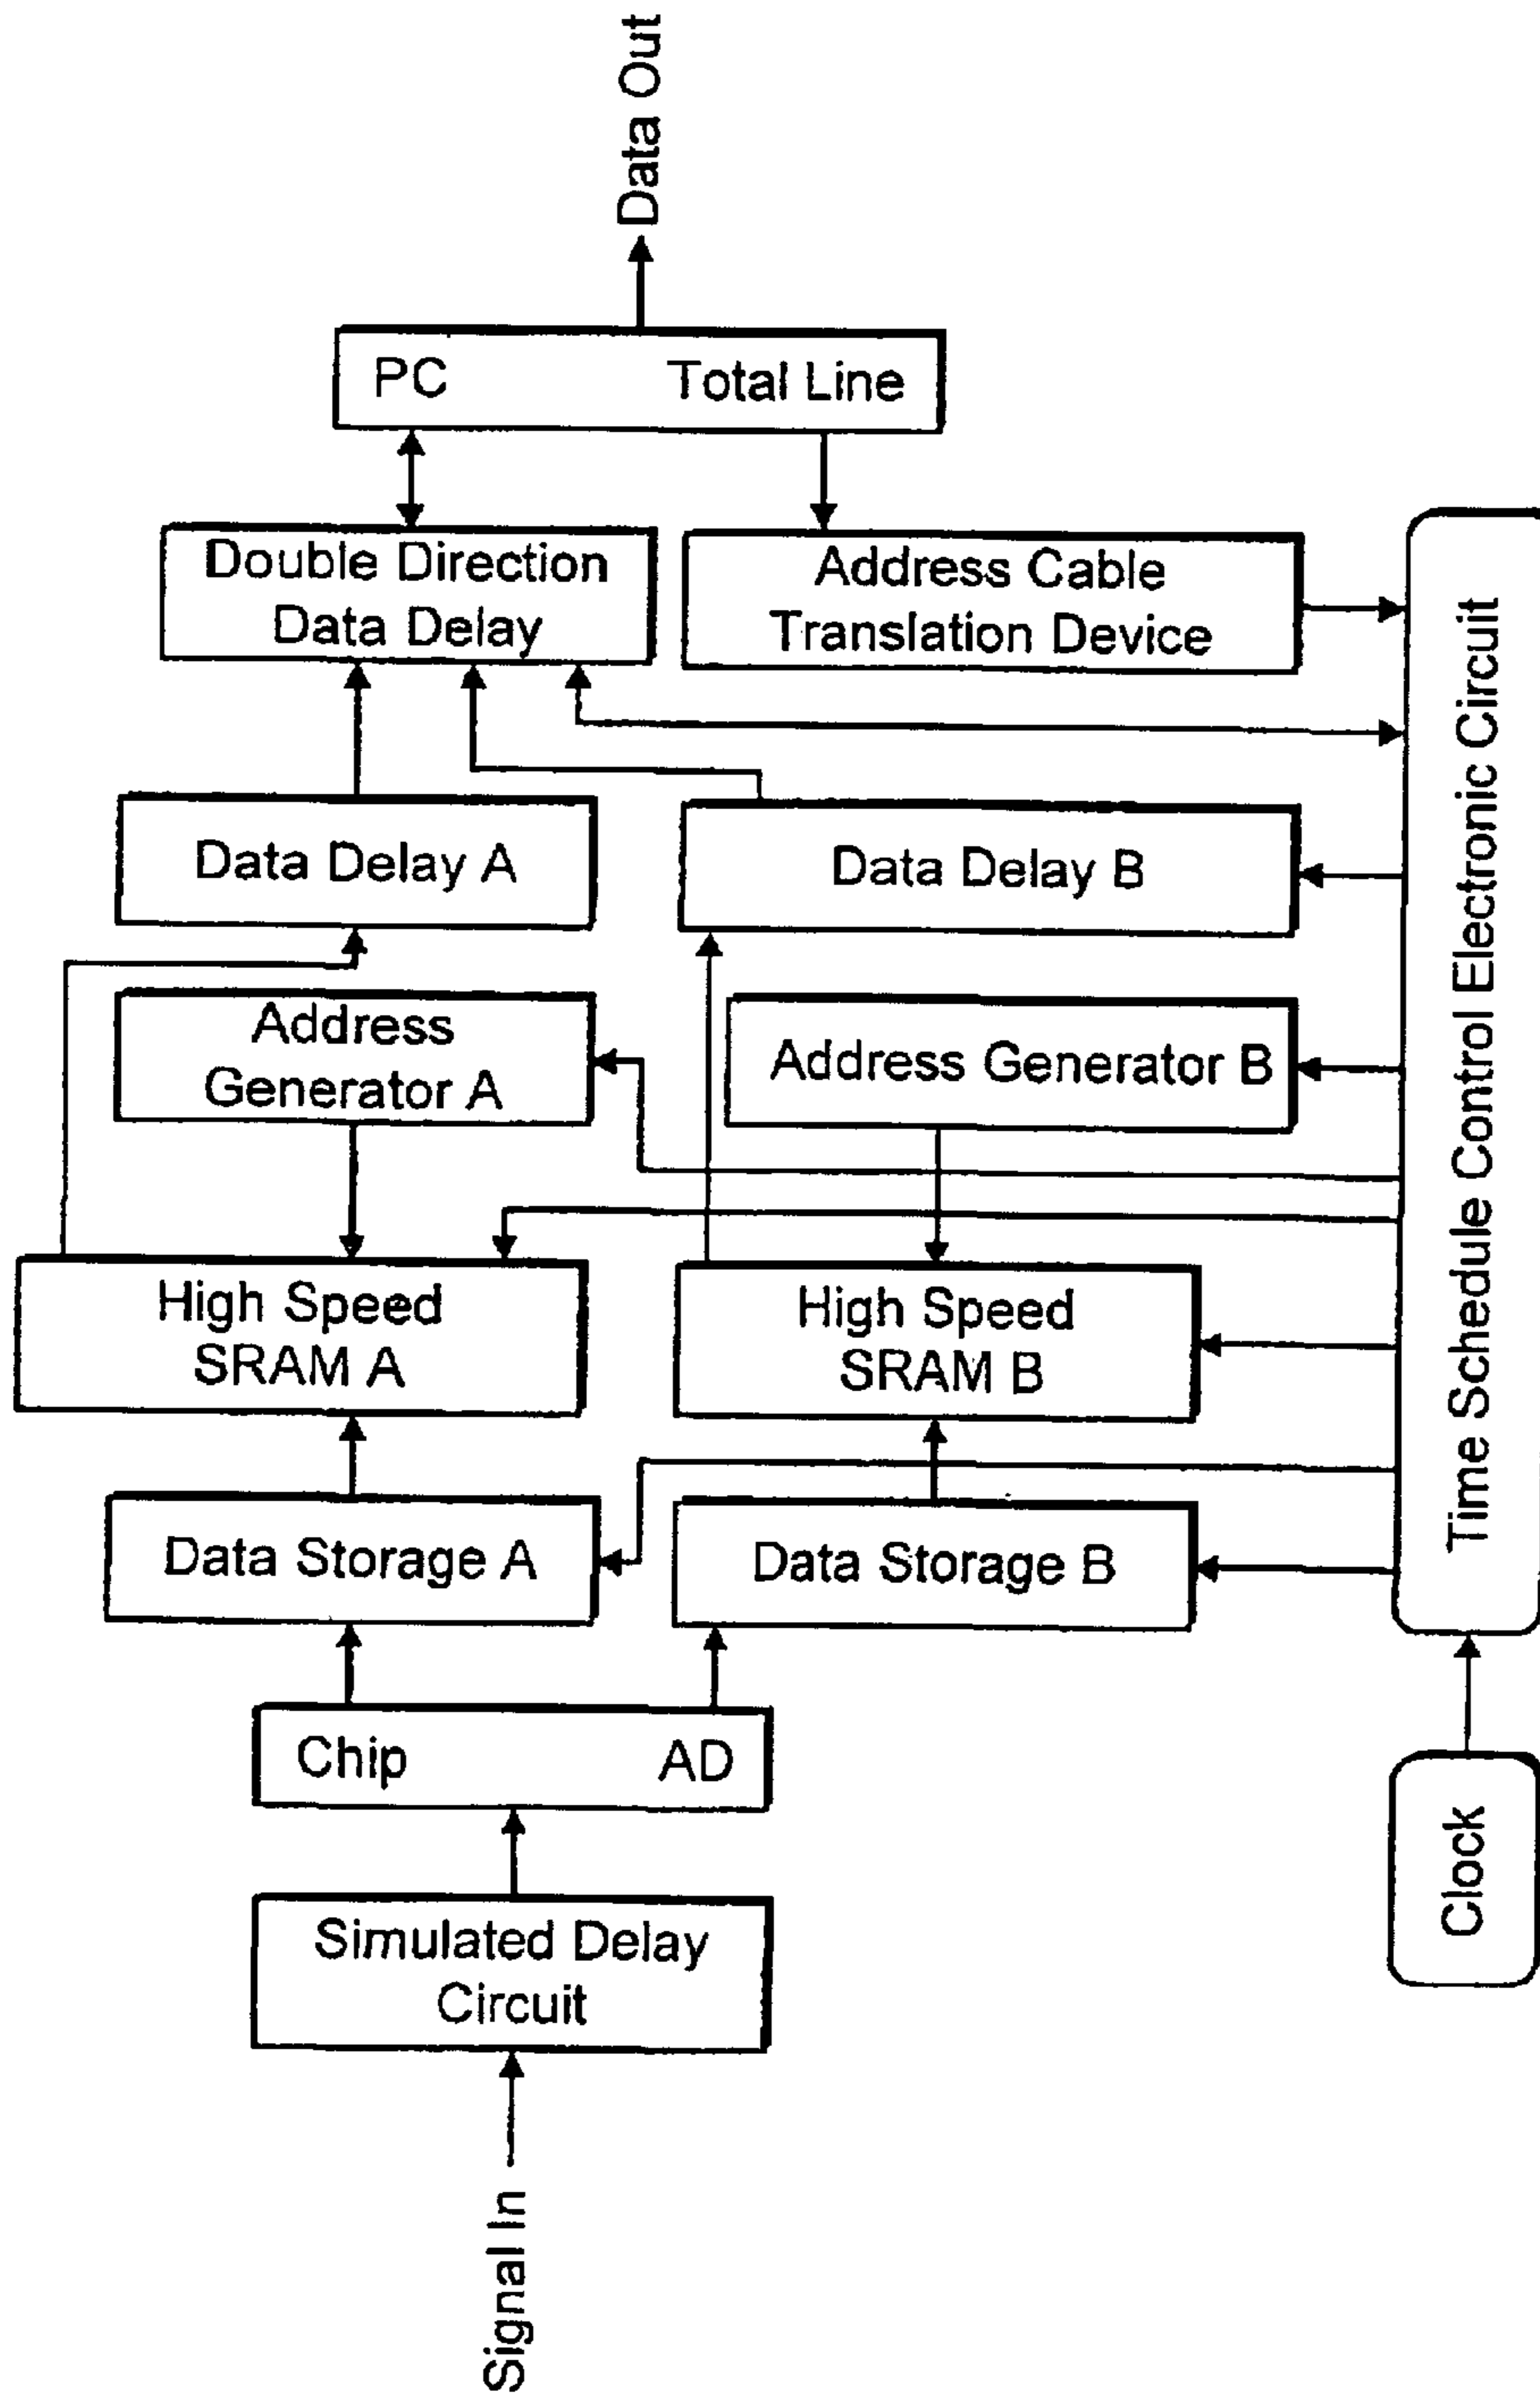 Data Out
PC Total Line
Double Direction
Data Delay
Address Cable
Translation Device
Data Delay A
Data Delay B
Address
Generator A
Address Generator B
High Speed
SRAM A
High Speed
SRAM B
Data Storage A
Data Storage B
Chip AD
Simulated Delay
Circuit
Signal In
Time Schedule Control Electronic Circuit
Clock